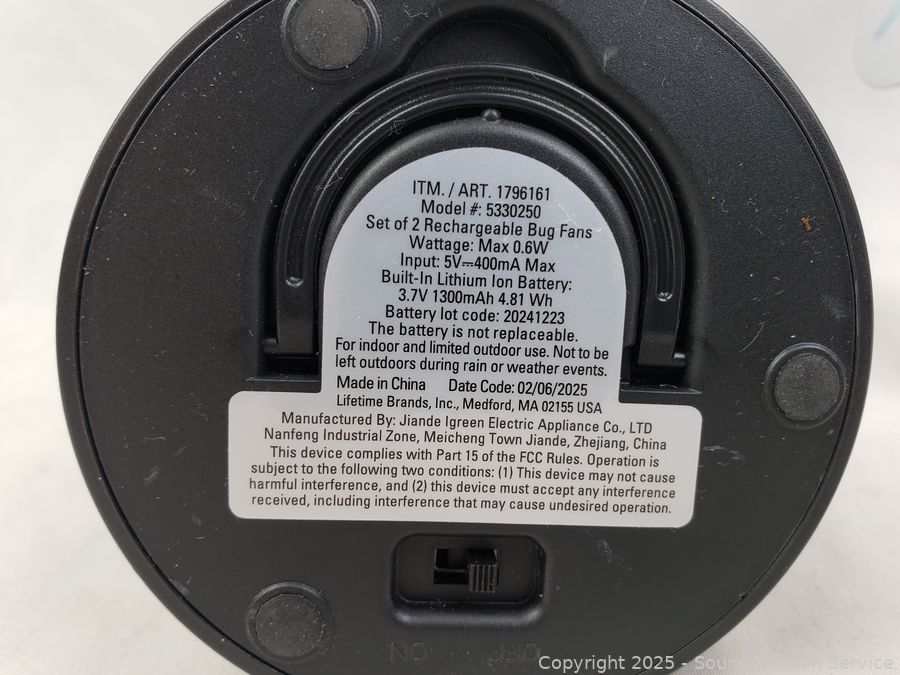 ITM. / ART. 1796161
Model #: 5330250
Set of 2 Rechargeable Bug Fans
Wattage: Max 0.6W
Input: 5V⎓400mA Max
Built-In Lithium Ion Battery:
3.7V 1300mAh 4.81 Wh
Battery lot code: 20241223
The battery is not replaceable.
For indoor and limited outdoor use. Not to be
left outdoors during rain or weather events.
Made in China Date Code: 02/06/2025
Lifetime Brands, Inc., Medford, MA 02155 USA
Manufactured By: Jiande Igreen Electric Appliance Co., LTD
Nanfeng Industrial Zone, Meicheng Town Jiande, Zhejiang, China
This device complies with Part 15 of the FCC Rules. Operation is
subject to the following two conditions: (1) This device may not cause
harmful interference, and (2) this device must accept any interference
received, including interference that may cause undesired operation.
ON OFF
Copyright 2025 - Service